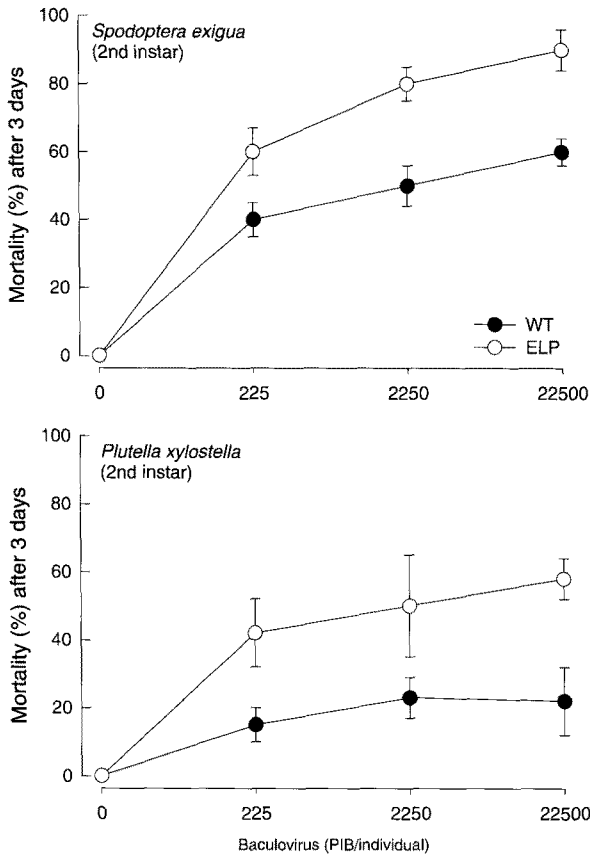 100
Spodoptera exigua
(2nd instar)
80
60
40
20
0
Mortality (%) after 3 days
WT
ELP
0 225 2250 22500
100
Plutella xylostella
(2nd instar)
80
60
40
20
0
Mortality (%) after 3 days
0 225 2250 22500
Baculovirus (PIB/individual)